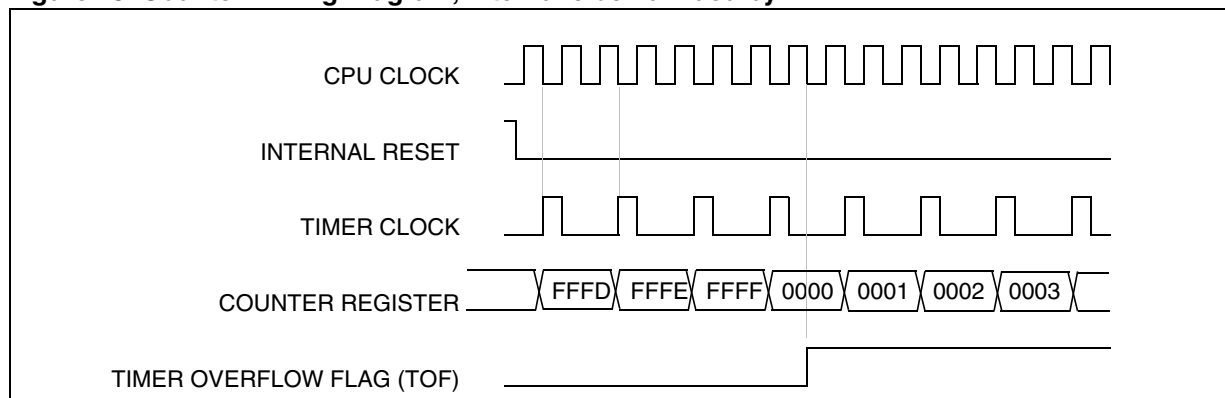 CPU CLOCK
INTERNAL RESET
TIMER CLOCK
FFFD FFFE FFFF 0000 0001 0002 0003
COUNTER REGISTER
TIMER OVERFLOW FLAG (TOF)